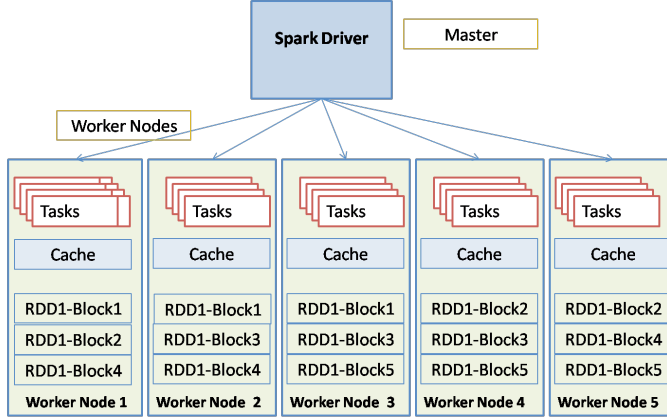 Spark Driver
Master
Worker Nodes
Tasks
Tasks
Tasks
Tasks
Tasks
Cache
Cache
Cache
Cache
Cache
RDD1-Block1
RDD1-Block1
RDD1-Block1
RDD1-Block2
RDD1-Block2
RDD1-Block2
RDD1-Block3
RDD1-Block3
RDD1-Block3
RDD1-Block4
RDD1-Block4
RDD1-Block4
RDD1-Block5
RDD1-Block5
RDD1-Block5
Worker Node 1
Worker Node 2
Worker Node 3
Worker Node 4
Worker Node 5